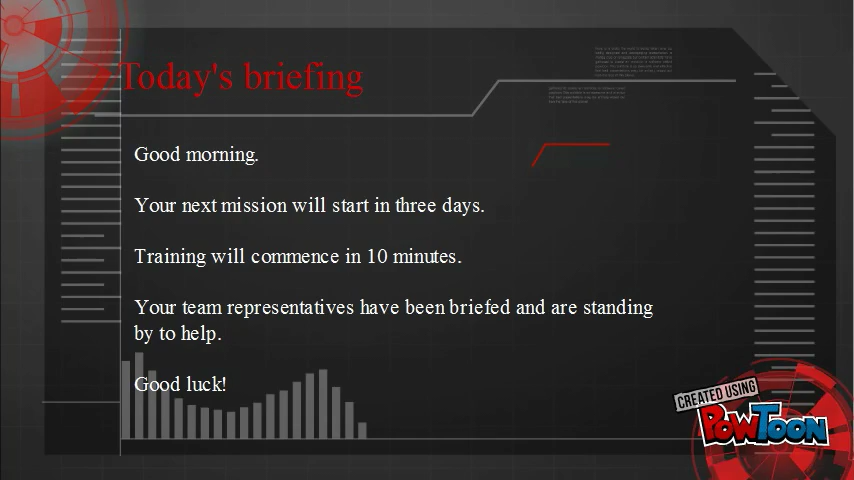 Today's briefing
Good morning.
Your next mission will start in three days.
Training will commence in 10 minutes.
Your team representatives have been briefed and are standing
by to help.
Good luck!
CREATED USING
POWTOON